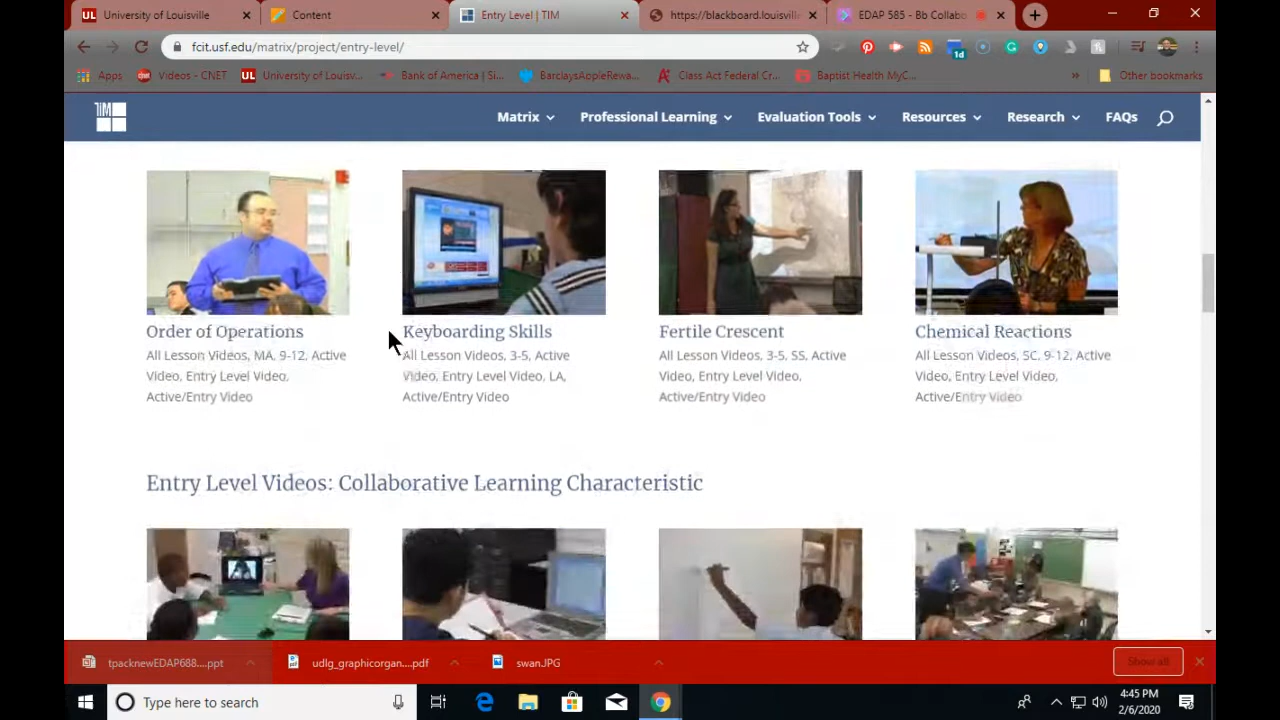 University of Louisville
Content
Entry Level | TIM
https://blackboard.louisville
EDAP 585 - Bb Collabo
fcit.usf.edu/matrix/project/entry-level/
1d
Apps
Videos - CNET
University of Louisv...
Bank of America | Si...
BarclaysAppleRewa...
Class Act Federal Cr...
Baptist Health MyC...
Other bookmarks
TIM
Matrix
Professional Learning
Evaluation Tools
Resources
Research
FAQs
Order of Operations
All Lesson Videos, MA, 9-12, Active
Video, Entry Level Video,
Active/Entry Video
Keyboarding Skills
All Lesson Videos, 3-5, Active
Video, Entry Level Video, LA,
Active/Entry Video
Fertile Crescent
All Lesson Videos, 3-5, SS, Active
Video, Entry Level Video,
Active/Entry Video
Chemical Reactions
All Lesson Videos, SC, 9-12, Active
Video, Entry Level Video,
Active/Entry Video
Entry Level Videos: Collaborative Learning Characteristic
tpacknewEDAP688....ppt
udlg_graphicorgan....pdf
swan.JPG
Show all
Type here to search
4:45 PM
2/6/2020